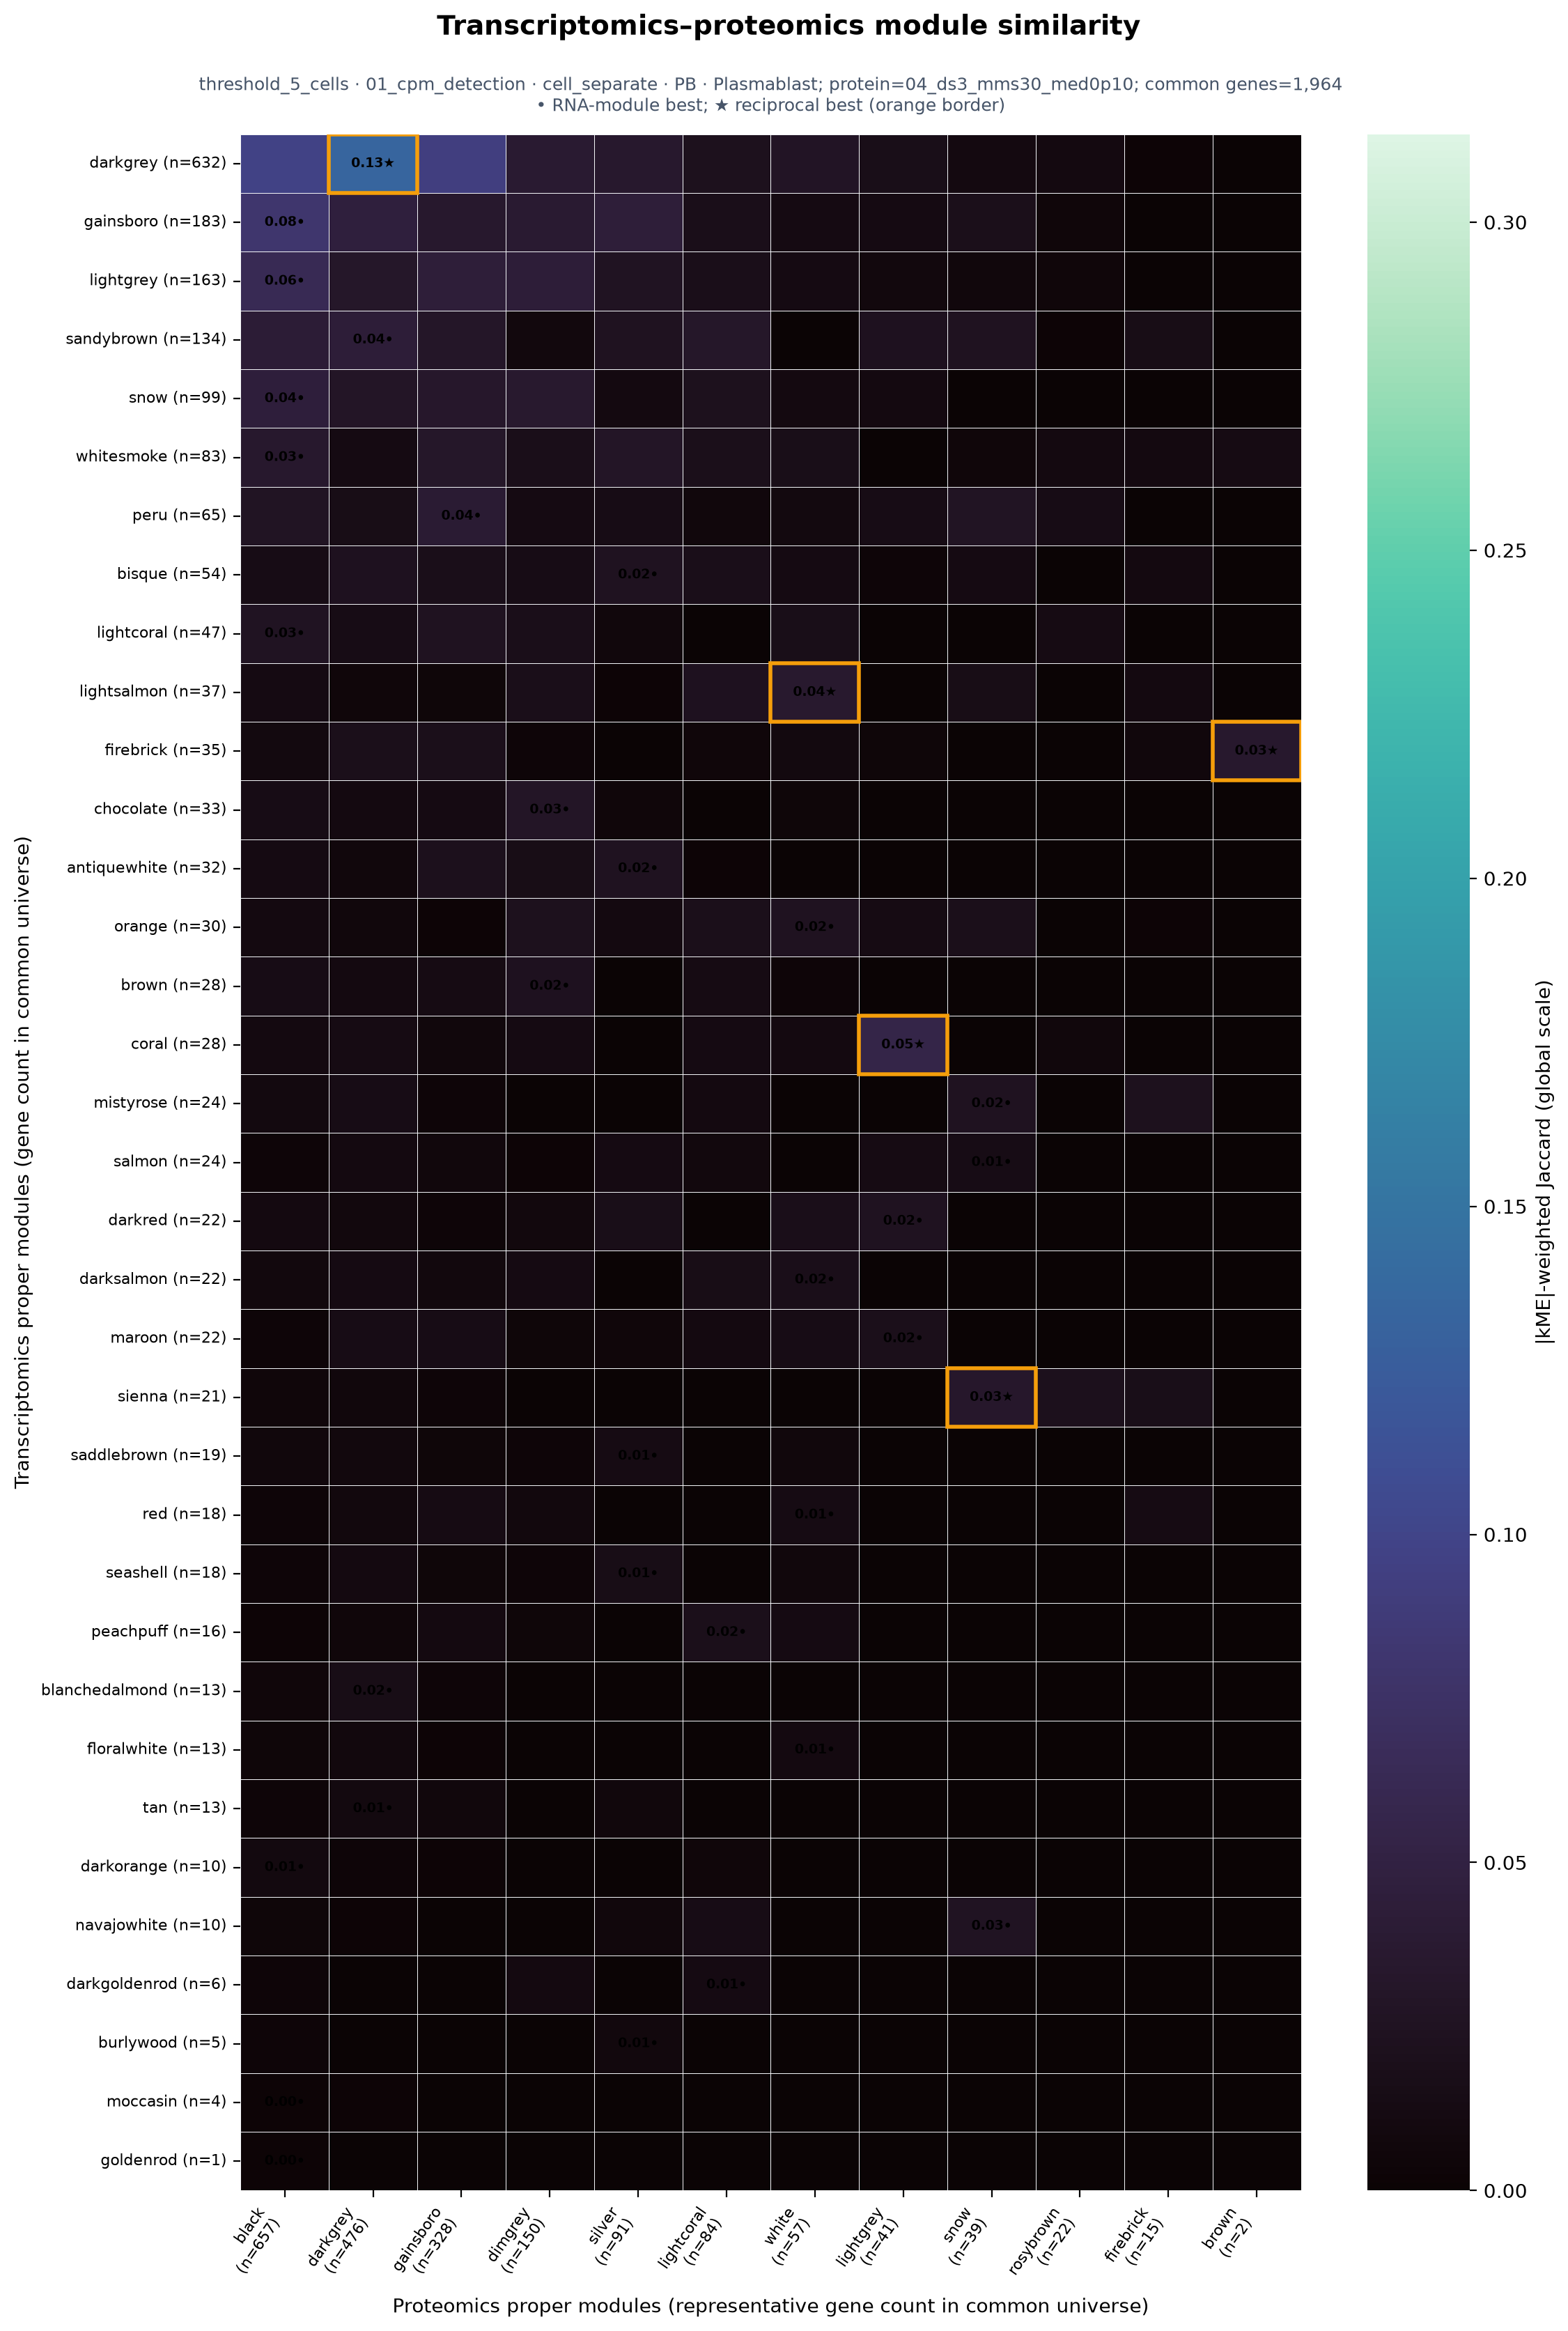 Transcriptomics–proteomics module similarity
threshold_5_cells · 01_cpm_detection · cell_separate · PB · Plasmablast; protein=04_ds3_mms30_med0p10; common genes=1,964
• RNA-module best; ★ reciprocal best (orange border)
Transcriptomics proper modules (gene count in common universe)
darkgrey (n=632) 0.13★
gainsboro (n=183) 0.08•
lightgrey (n=163) 0.06•
sandybrown (n=134) 0.04•
snow (n=99) 0.04•
whitesmoke (n=83) 0.03•
peru (n=65) 0.04•
bisque (n=54) 0.02•
lightcoral (n=47) 0.03•
lightsalmon (n=37) 0.04★
firebrick (n=35) 0.03★
chocolate (n=33) 0.03•
antiquewhite (n=32) 0.02•
orange (n=30) 0.02•
brown (n=28) 0.02•
coral (n=28) 0.05★
mistyrose (n=24) 0.02•
salmon (n=24) 0.01•
darkred (n=22) 0.02•
darksalmon (n=22) 0.02•
maroon (n=22) 0.02•
sienna (n=21) 0.03★
saddlebrown (n=19) 0.01•
red (n=18) 0.01•
seashell (n=18) 0.01•
peachpuff (n=16) 0.02•
blanchedalmond (n=13) 0.02•
floralwhite (n=13) 0.01•
tan (n=13) 0.01•
darkorange (n=10) 0.01•
navajowhite (n=10) 0.03•
darkgoldenrod (n=6) 0.01•
burlywood (n=5) 0.01•
moccasin (n=4) 0.00•
goldenrod (n=1) 0.00•
black
(n=657)
darkgrey
(n=476)
gainsboro
(n=328)
dimgrey
(n=150)
silver
(n=91)
lightcoral
(n=84)
white
(n=57)
lightgrey
(n=41)
snow
(n=39)
rosybrown
(n=22)
firebrick
(n=15)
brown
(n=2)
Proteomics proper modules (representative gene count in common universe)
0.30
0.25
0.20
0.15
0.10
0.05
0.00
|kME|-weighted Jaccard (global scale)